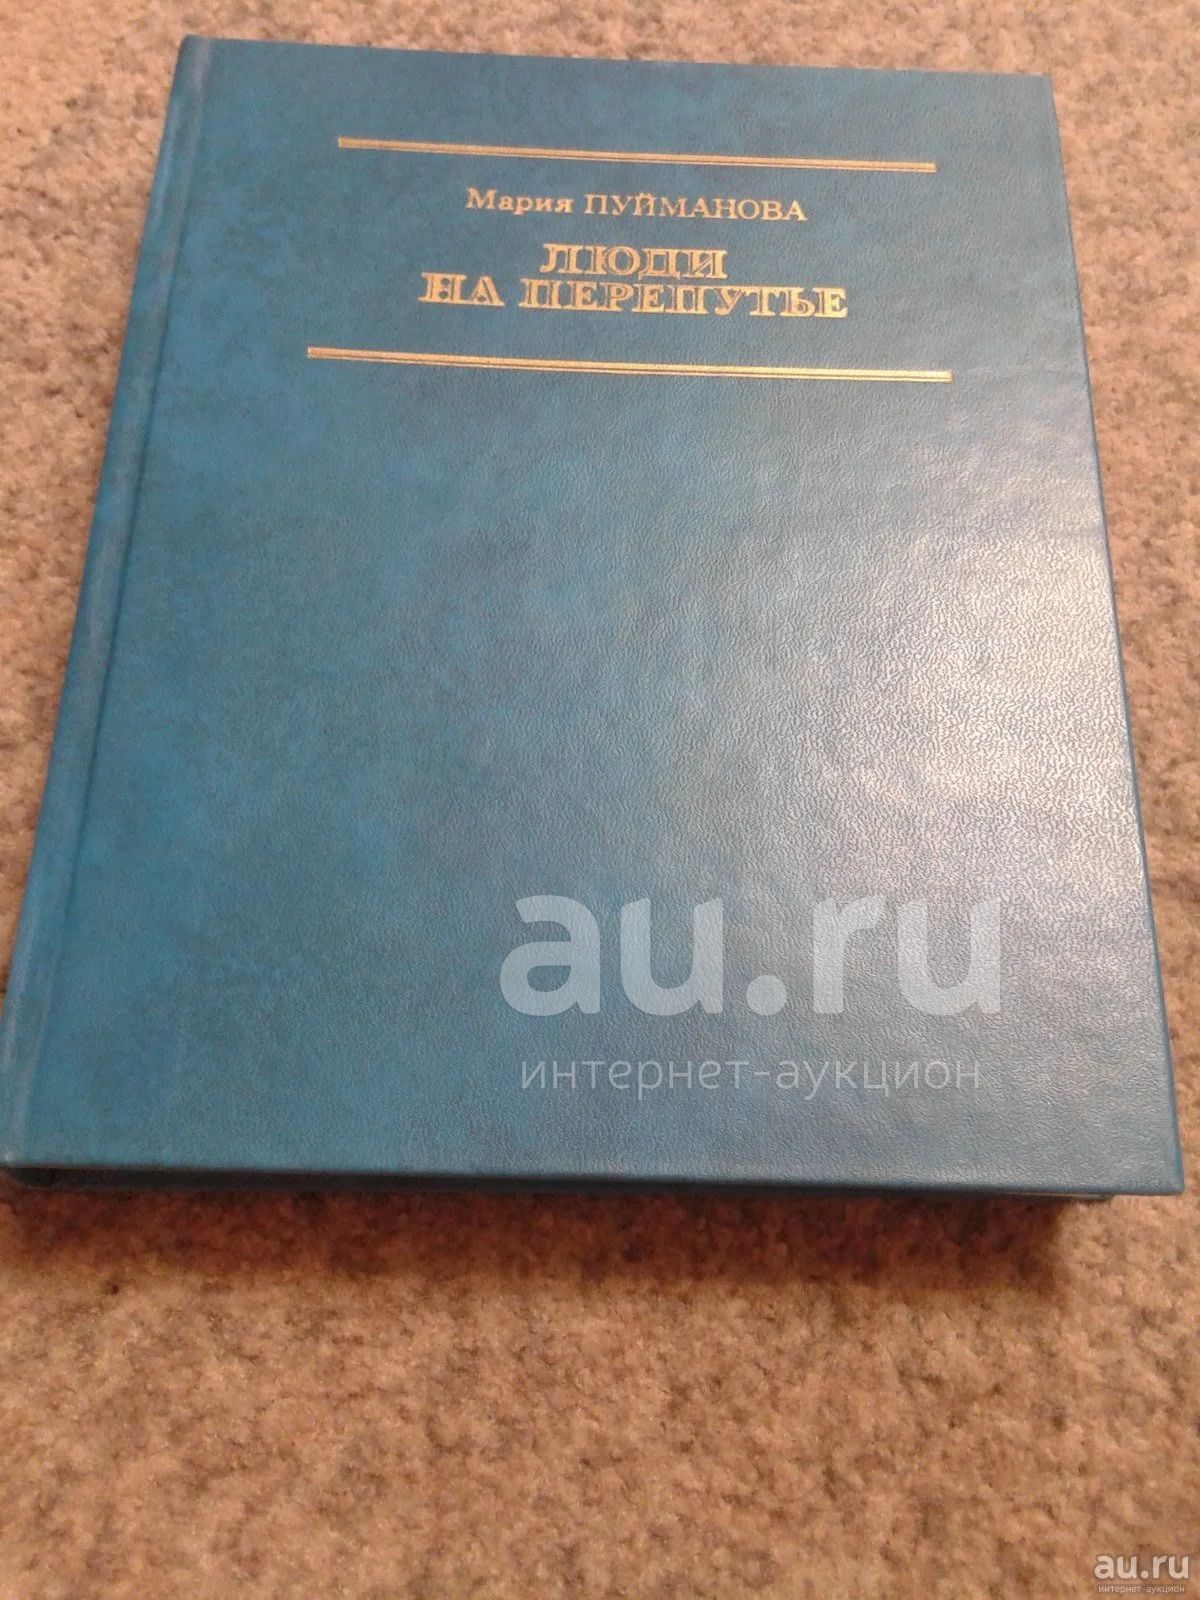 Мария ПУЙМАНОВА
ЛЮДИ
НА ПЕРЕПУТЬЕ
au.ru
интернет-аукцион
au.ru
интернет-аукцион